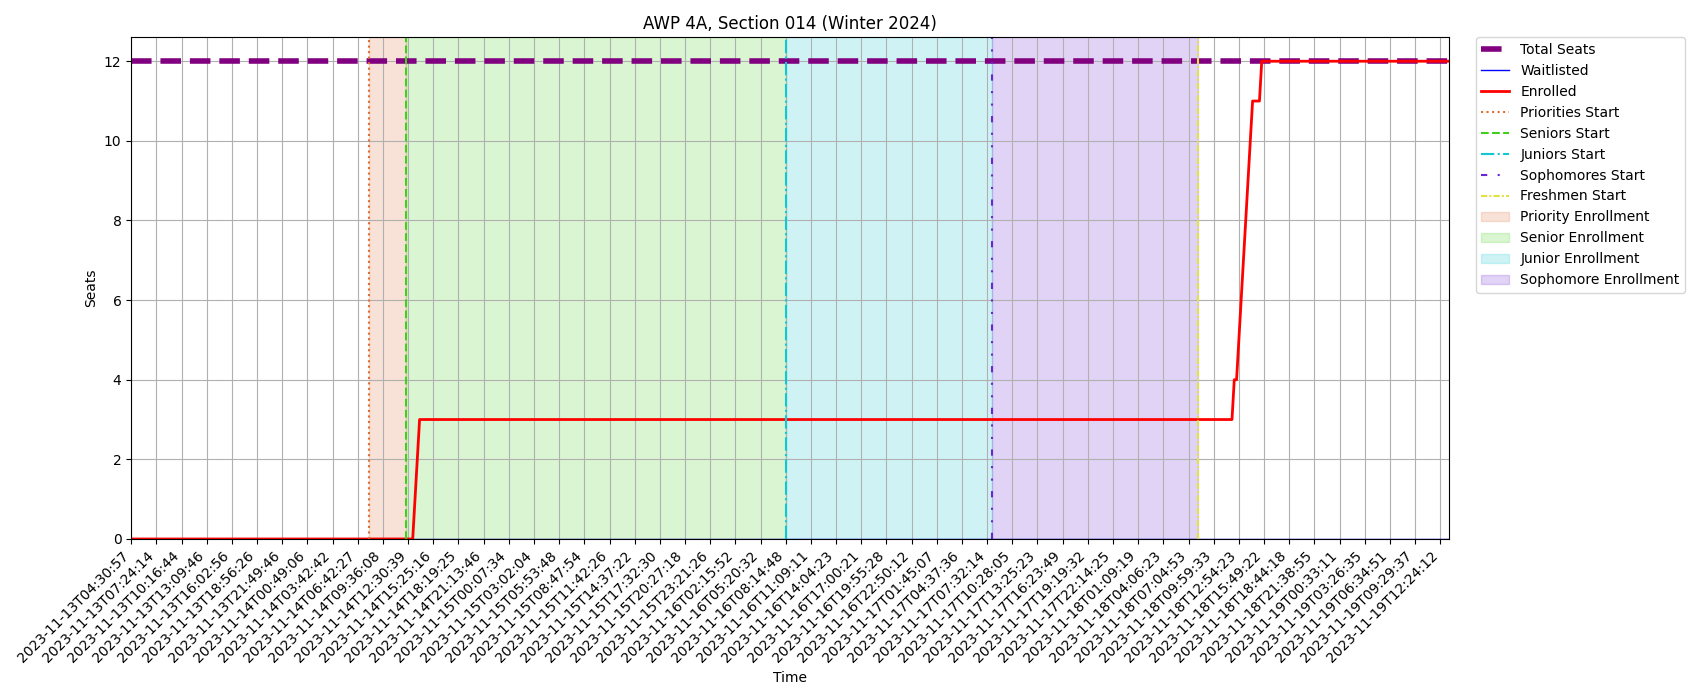 AWP 4A, Section 014 (Winter 2024)
Total Seats
Waitlisted
Enrolled
Priorities Start
Seniors Start
Juniors Start
Sophomores Start
Freshmen Start
Priority Enrollment
Senior Enrollment
Junior Enrollment
Sophomore Enrollment
Seats
12
10
8
6
4
2
0
2023-11-13T04:30:57
2023-11-13T07:24:14
2023-11-13T10:16:44
2023-11-13T13:09:46
2023-11-13T16:02:56
2023-11-13T18:56:26
2023-11-13T21:49:46
2023-11-14T00:49:06
2023-11-14T03:42:42
2023-11-14T06:42:27
2023-11-14T09:36:08
2023-11-14T12:30:39
2023-11-14T15:25:16
2023-11-14T18:19:25
2023-11-14T21:13:46
2023-11-15T00:07:34
2023-11-15T03:02:04
2023-11-15T05:53:48
2023-11-15T08:47:54
2023-11-15T11:42:26
2023-11-15T14:37:22
2023-11-15T17:32:30
2023-11-15T20:27:18
2023-11-15T23:21:26
2023-11-16T02:15:52
2023-11-16T05:20:32
2023-11-16T08:14:48
2023-11-16T11:09:11
2023-11-16T14:04:23
2023-11-16T17:00:21
2023-11-16T19:55:28
2023-11-16T22:50:12
2023-11-17T01:45:07
2023-11-17T04:37:36
2023-11-17T07:32:14
2023-11-17T10:28:05
2023-11-17T13:25:23
2023-11-17T16:23:49
2023-11-17T19:19:32
2023-11-17T22:14:25
2023-11-18T01:09:19
2023-11-18T04:06:23
2023-11-18T07:04:53
2023-11-18T09:59:33
2023-11-18T12:54:23
2023-11-18T15:49:22
2023-11-18T18:44:18
2023-11-18T21:38:55
2023-11-19T00:33:11
2023-11-19T03:26:35
2023-11-19T06:34:51
2023-11-19T09:29:37
2023-11-19T12:24:12
Time